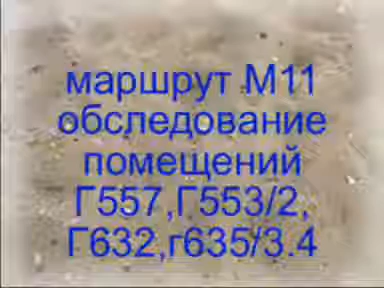 маршрут М11
обследование
помещений
Г557,Г553/2,
Г632,г635/3.4